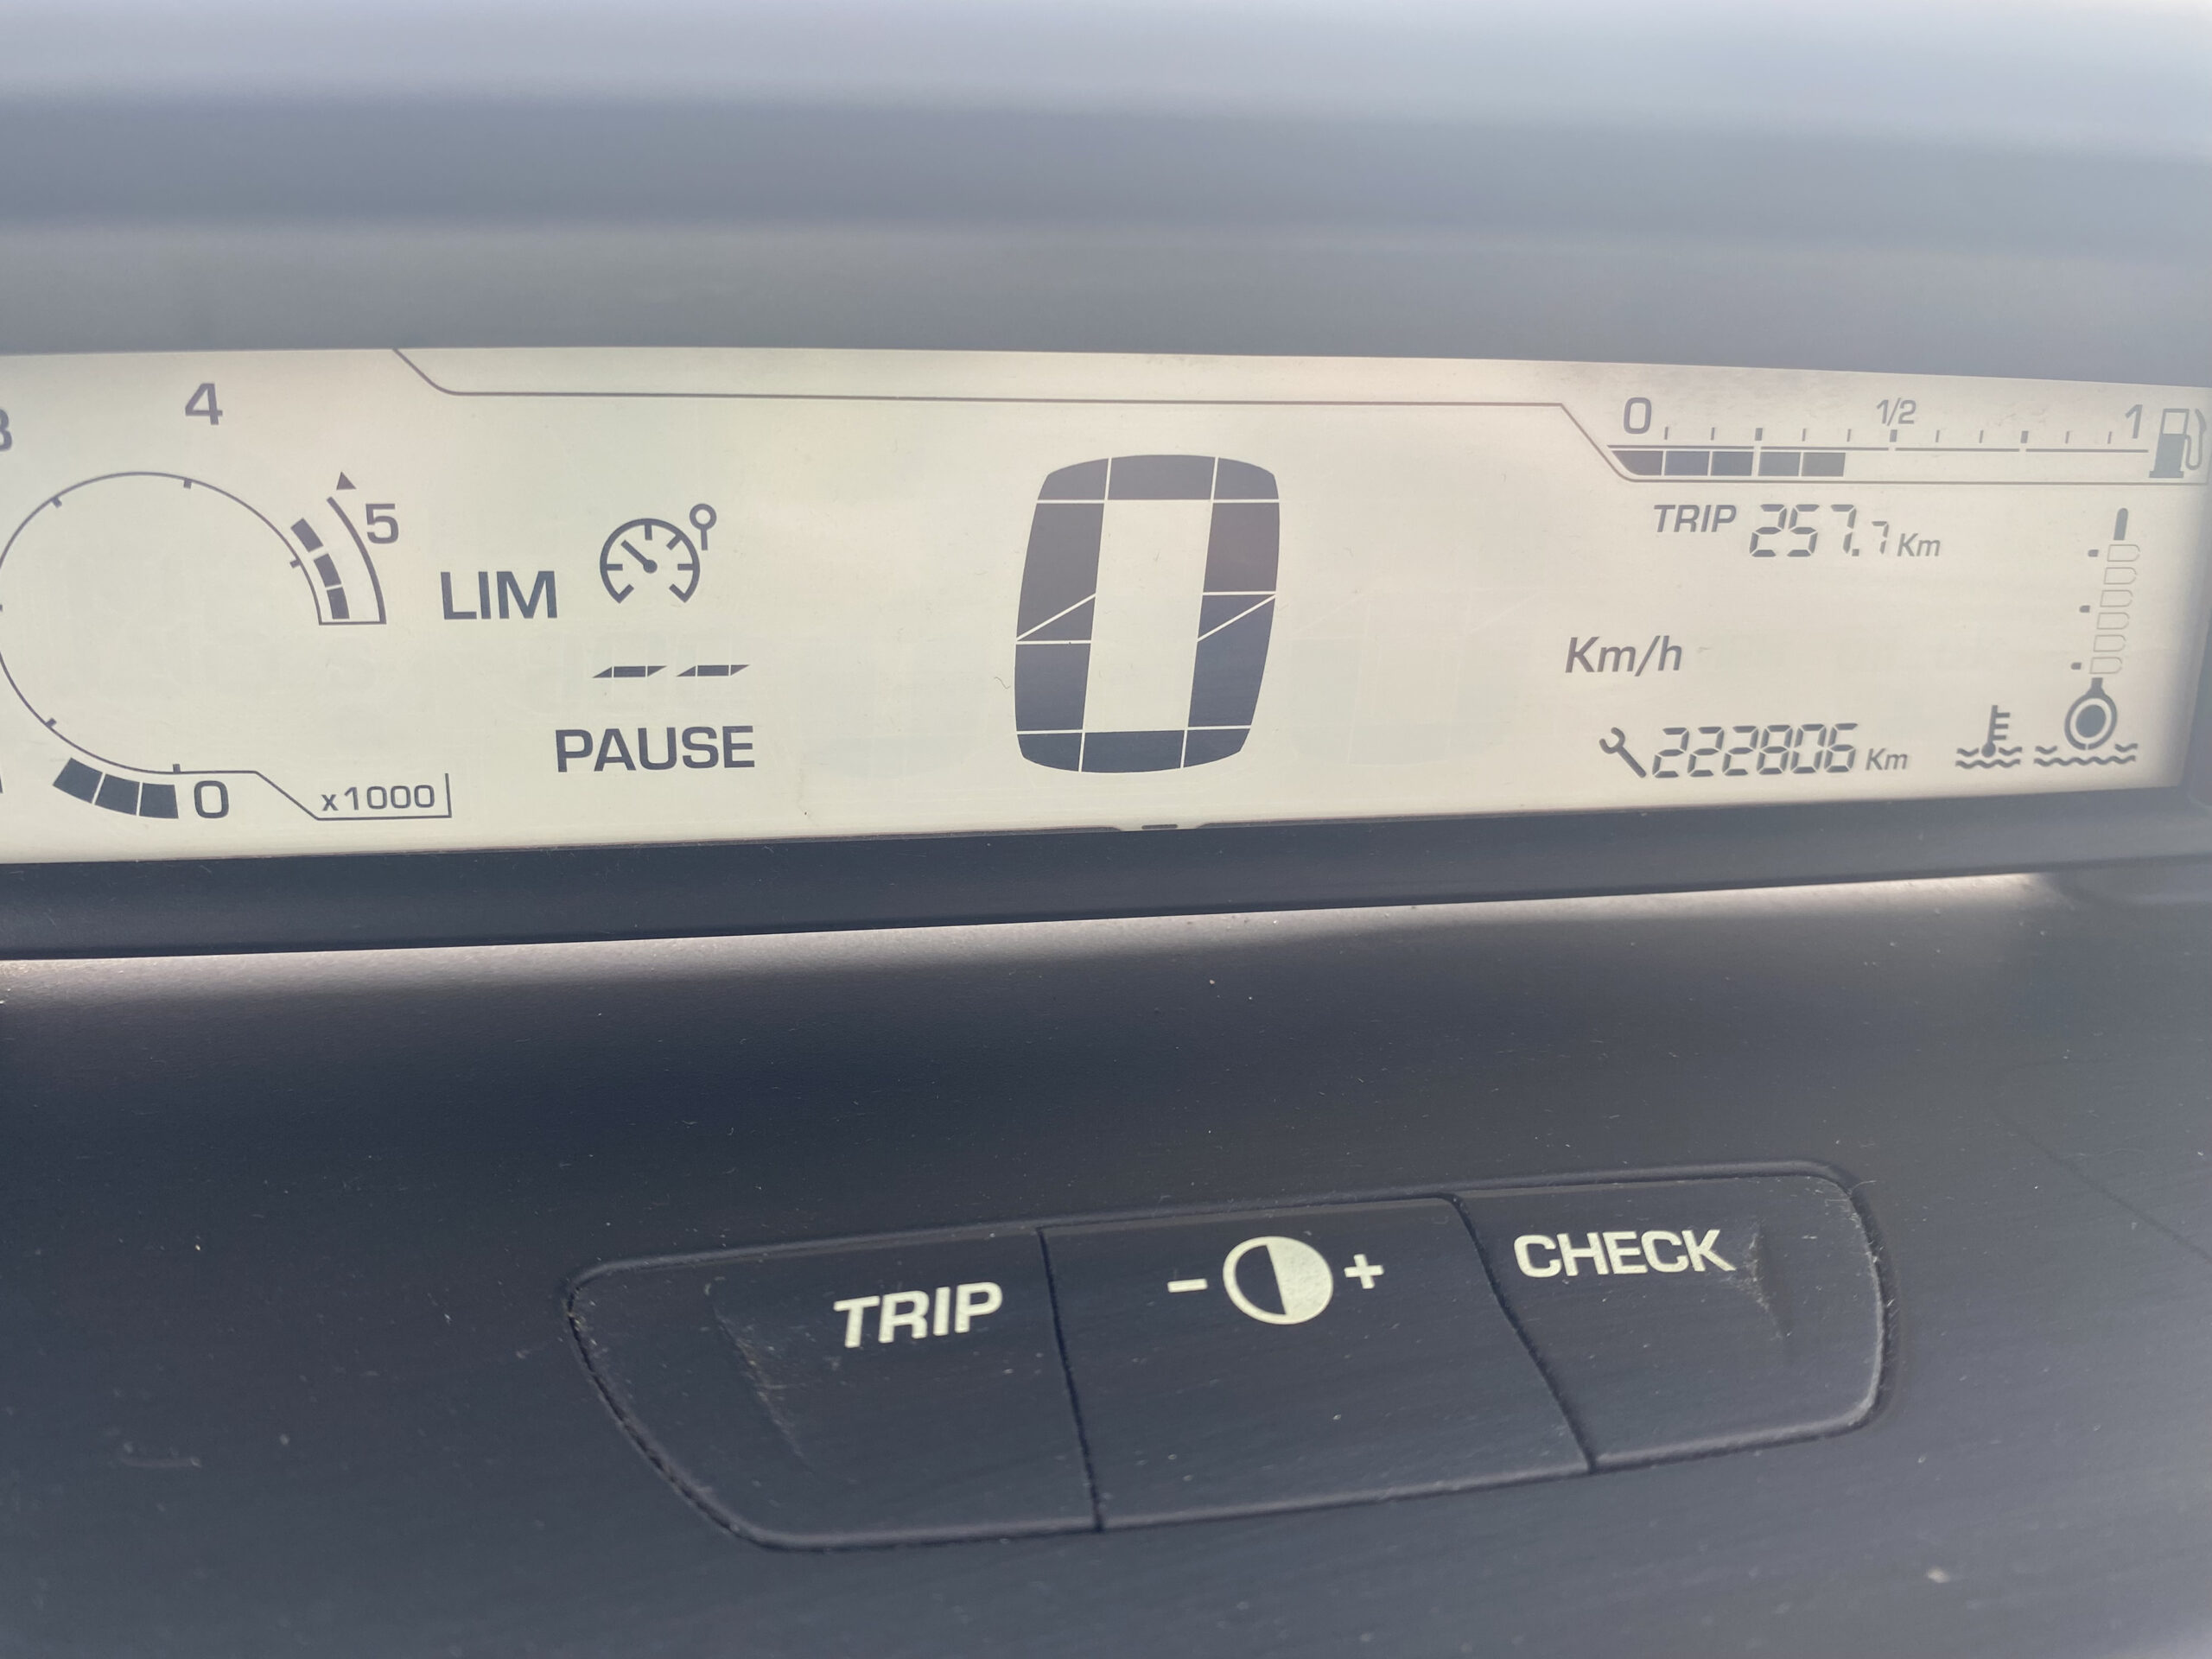 4
5
0
x1000
LIM
PAUSE
0
0 1/2 1
TRIP 257.7 Km
Km/h
222806 Km
TRIP
- +
CHECK